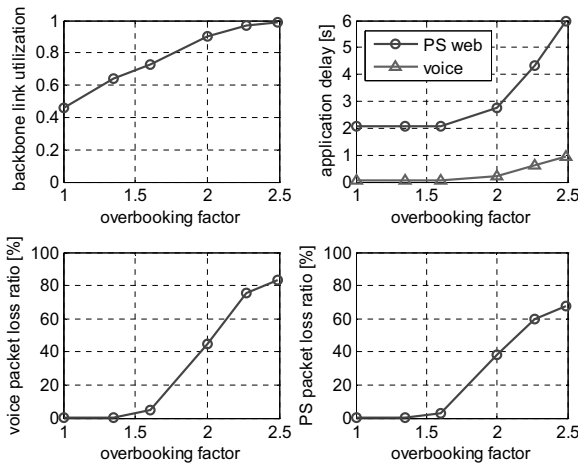 backbone link utilization
1
0.8
0.6
0.4
0.2
0
1 1.5 2 2.5
overbooking factor
application delay [s]
6
5
4
3
2
1
0
PS web
voice
1 1.5 2 2.5
overbooking factor
voice packet loss ratio [%]
100
80
60
40
20
0
1 1.5 2 2.5
overbooking factor
PS packet loss ratio [%]
100
80
60
40
20
0
1 1.5 2 2.5
overbooking factor